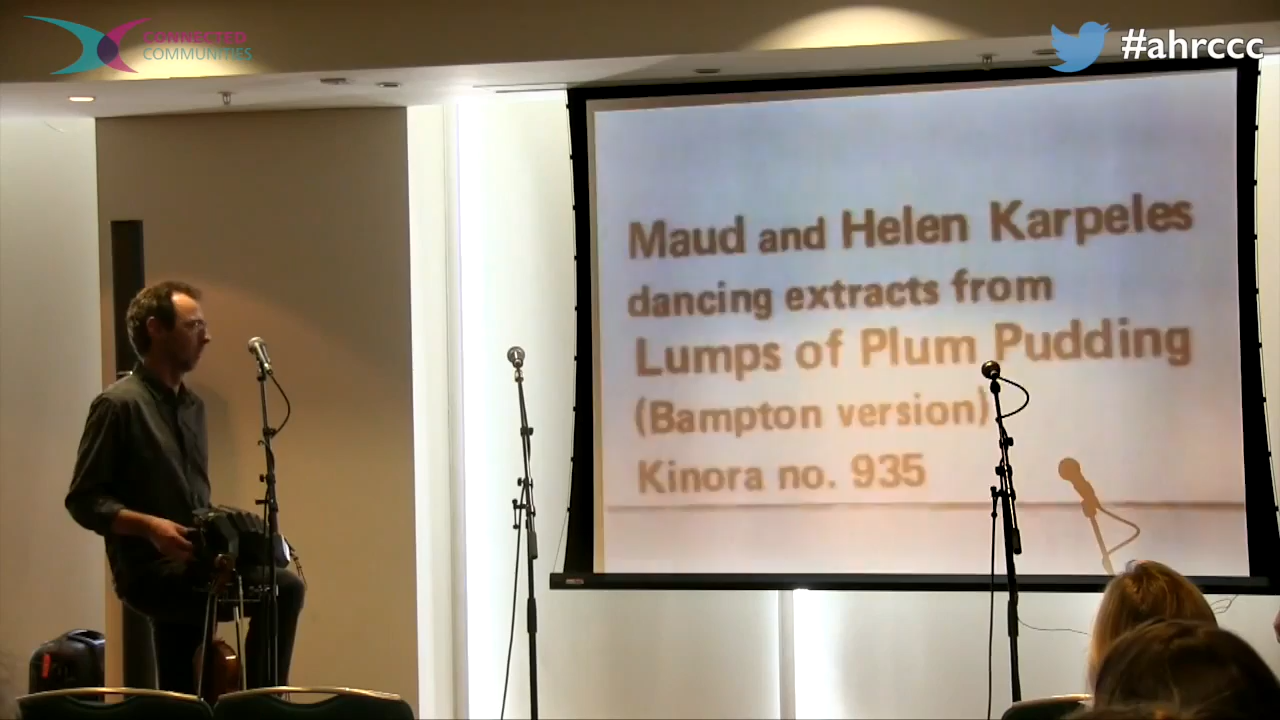 CONNECTED
COMMUNITIES
#ahrccc
Maud and Helen Karpeles
dancing extracts from
Lumps of Plum Pudding
(Bampton version)
Kinora no. 935